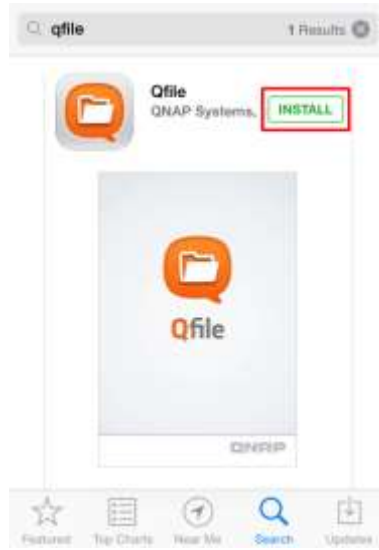 qfile 1 Results
Qfile
QNAP Systems, INSTALL
Qfile
QNAP
Featured Top Charts Near Me Search Updates